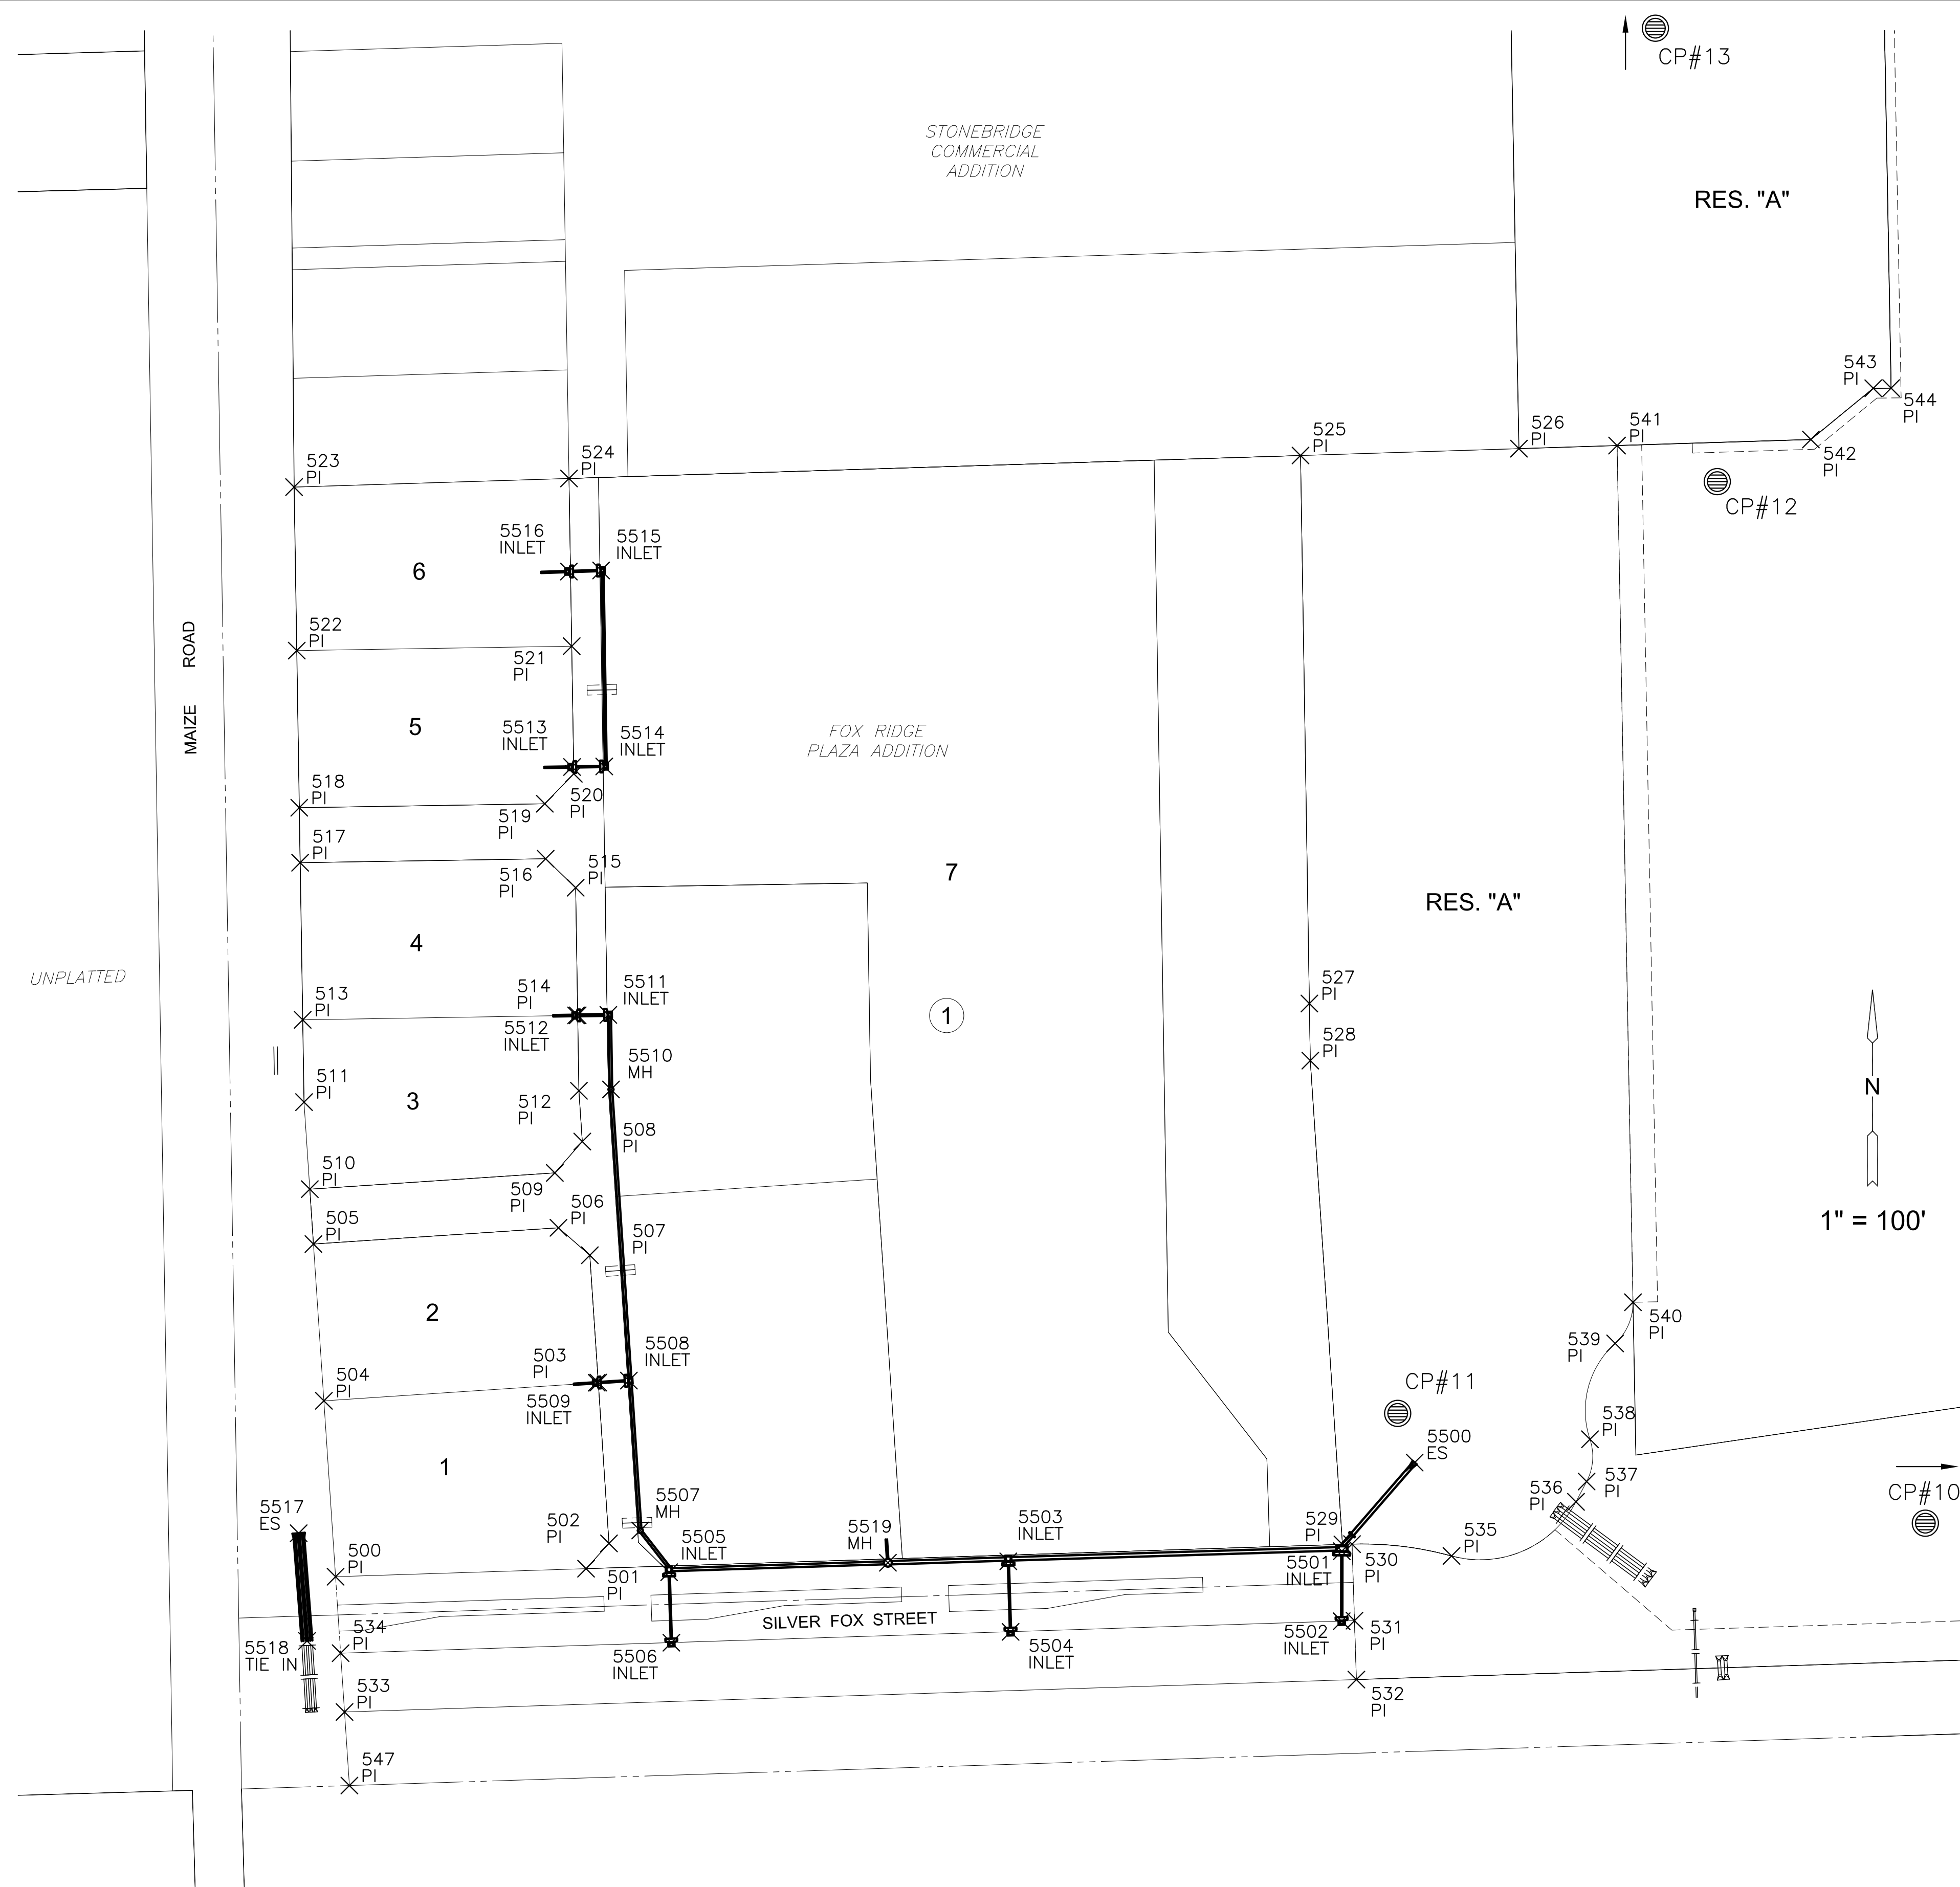 CP#13
STONEBRIDGE
COMMERCIAL
ADDITION
RES. "A"
543
PI
544
PI
526
PI
541
PI
525
PI
542
PI
524
PI
523
PI
CP#12
5516
INLET
5515
INLET
6
522
PI
521
PI
MAIZE ROAD
5
5513
INLET
5514
INLET
FOX RIDGE
PLAZA ADDITION
518
PI
520
PI
519
PI
517
PI
515
PI
516
PI
7
RES. "A"
4
UNPLATTED
513
PI
514
PI
5511
INLET
527
PI
1
5512
INLET
528
PI
5510
MH
N
511
PI
3
512
PI
508
PI
510
PI
509
PI
506
PI
505
PI
507
PI
1" = 100'
2
540
PI
539
PI
503
PI
5508
INLET
504
PI
5509
INLET
CP#11
538
PI
5500
ES
1
537
PI
536
PI
CP#10
5517
ES
5507
MH
502
PI
5519
MH
5503
INLET
529
PI
535
PI
5505
INLET
500
PI
501
PI
5501
INLET
530
PI
SILVER FOX STREET
534
PI
5518
TIE IN
5506
INLET
5504
INLET
5502
INLET
531
PI
533
PI
532
PI
547
PI